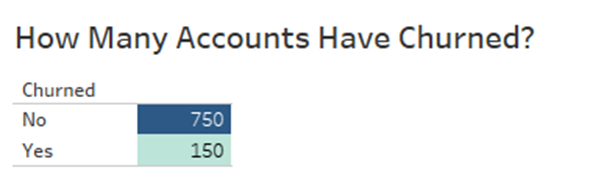 How Many Accounts Have Churned?
Churned
No 750
Yes 150